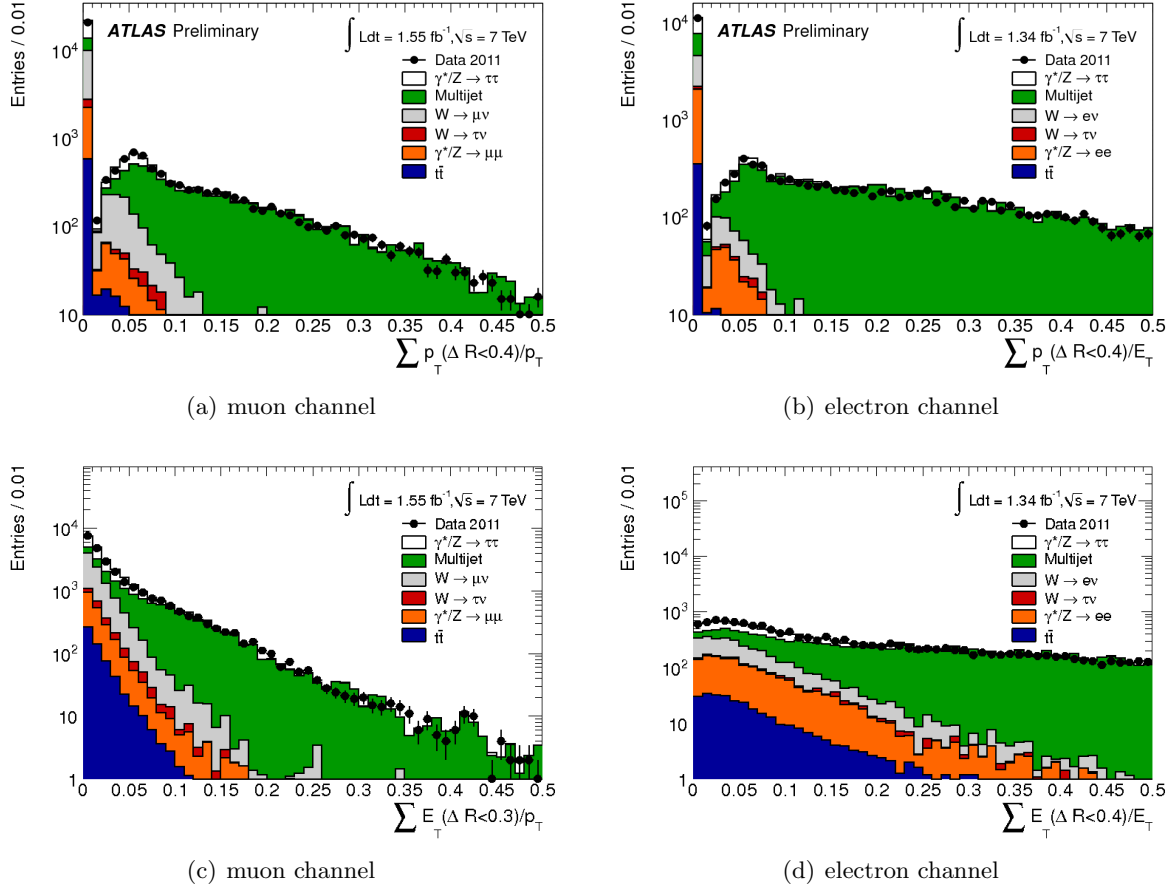 Entries / 0.01
10⁴
10³
10²
10
ATLAS Preliminary
∫ Ldt = 1.55 fb⁻¹,√s = 7 TeV
Data 2011
γ*/Z → ττ
Multijet
W → μν
W → τν
γ*/Z → μμ
tt̄
0 0.05 0.1 0.15 0.2 0.25 0.3 0.35 0.4 0.45 0.5
∑ p_T(Δ R<0.4)/p_T
(a) muon channel
Entries / 0.01
10⁴
10³
10²
10
ATLAS Preliminary
∫ Ldt = 1.34 fb⁻¹,√s = 7 TeV
Data 2011
γ*/Z → ττ
Multijet
W → eν
W → τν
γ*/Z → ee
tt̄
0 0.05 0.1 0.15 0.2 0.25 0.3 0.35 0.4 0.45 0.5
∑ p_T(Δ R<0.4)/E_T
(b) electron channel
Entries / 0.01
10⁴
10³
10²
10
1
∫ Ldt = 1.55 fb⁻¹,√s = 7 TeV
Data 2011
γ*/Z → ττ
Multijet
W → μν
W → τν
γ*/Z → μμ
tt̄
0 0.05 0.1 0.15 0.2 0.25 0.3 0.35 0.4 0.45 0.5
∑ E_T(Δ R<0.3)/p_T
(c) muon channel
Entries / 0.01
10⁵
10⁴
10³
10²
10
1
∫ Ldt = 1.34 fb⁻¹,√s = 7 TeV
Data 2011
γ*/Z → ττ
Multijet
W → eν
W → τν
γ*/Z → ee
tt̄
0 0.05 0.1 0.15 0.2 0.25 0.3 0.35 0.4 0.45 0.5
∑ E_T(Δ R<0.4)/E_T
(d) electron channel